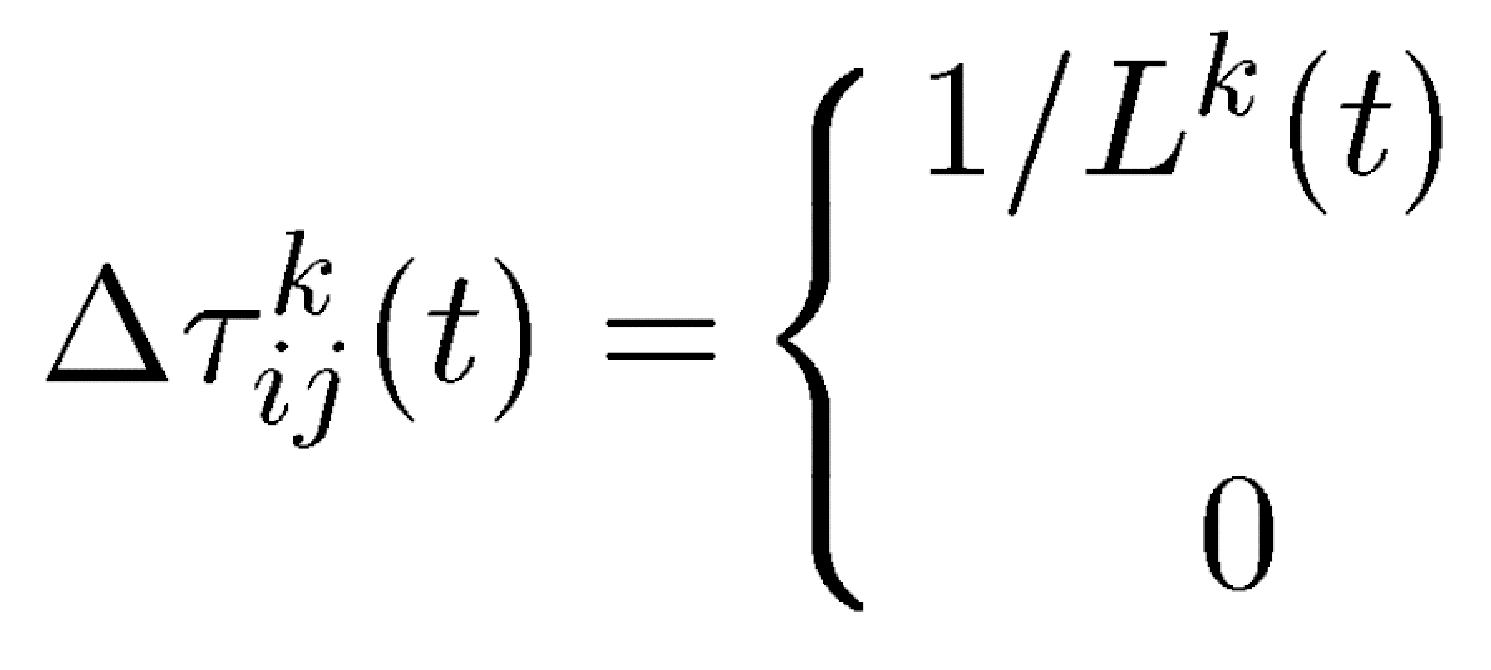 1/L^k(t)
Δτ_{ij}^k(t) = {
0